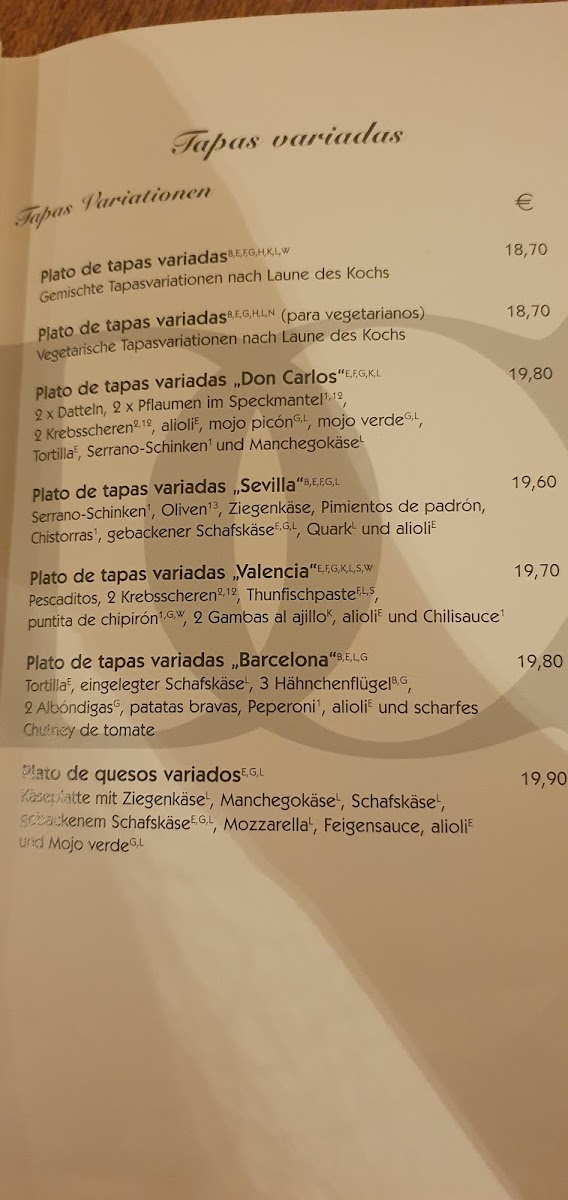 Tapas variadas
Tapas Variationen €
Plato de tapas variadas B,E,F,G,H,K,L,W 18,70
Gemischte Tapasvariationen nach Laune des Kochs
Plato de tapas variadas B,E,G,H,L,N (para vegetarianos) 18,70
Vegetarische Tapasvariationen nach Laune des Kochs
Plato de tapas variadas „Don Carlos“ E,F,G,K,L 19,80
2 x Datteln, 2 x Pflaumen im Speckmantel 1,12,
2 Krebsscheren 2,12, alioli E, mojo picón G,L, mojo verde G,L,
Tortilla E, Serrano-Schinken 1 und Manchegokäse L
Plato de tapas variadas „Sevilla“ B,E,F,G,L 19,60
Serrano-Schinken 1, Oliven 13, Ziegenkäse, Pimientos de padrón,
Chistorras 1, gebackener Schafskäse E,G,L, Quark L und alioli E
Plato de tapas variadas „Valencia“ E,F,G,K,L,S,W 19,70
Pescaditos, 2 Krebsscheren 2,12, Thunfischpaste F,L,S,
puntita de chipirón 1,G,W, 2 Gambas al ajillo K, alioli E und Chilisauce 1
Plato de tapas variadas „Barcelona“ B,E,L,G 19,80
Tortilla E, eingelegter Schafskäse L, 3 Hähnchenflügel B,G,
2 Albóndigas G, patatas bravas, Peperoni 1, alioli E und scharfes
Chutney de tomate
Plato de quesos variados E,G,L 19,90
Käseplatte mit Ziegenkäse L, Manchegokäse L, Schafskäse L,
gebackenem Schafskäse E,G,L, Mozzarella L, Feigensauce, alioli E
und Mojo verde G,L